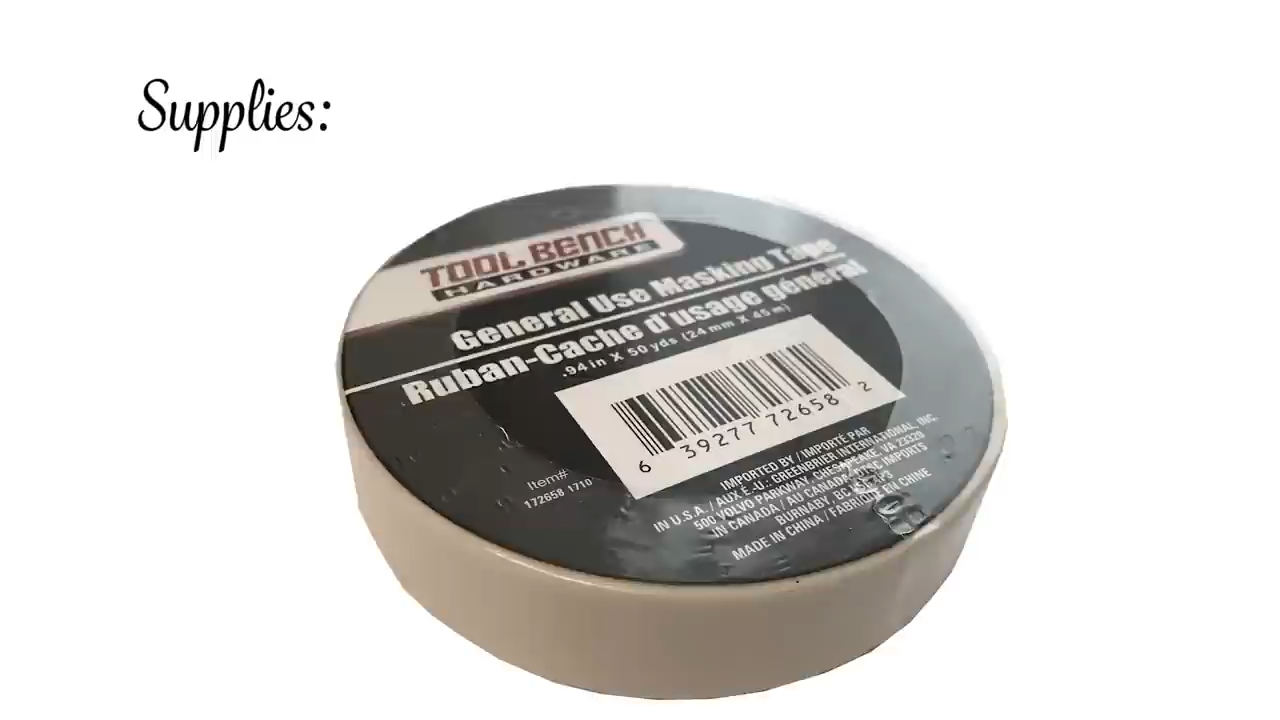 Supplies:
TOOL BENCH
HARDWARE
General Use Masking Tape
Ruban-Cache d'usage général
.94 in X 50 yds (24 mm X 45 m)
6 39277 72658 2
Item#
172658 1710
IMPORTED BY / IMPORTÉ PAR
IN U.S.A. / AUX É.-U.: GREENBRIER INTERNATIONAL, INC.
500 VOLVO PARKWAY, CHESAPEAKE, VA 23320
IN CANADA / AU CANADA: DTSC IMPORTS
BURNABY, BC
MADE IN CHINA / FABRIQUÉ EN CHINE